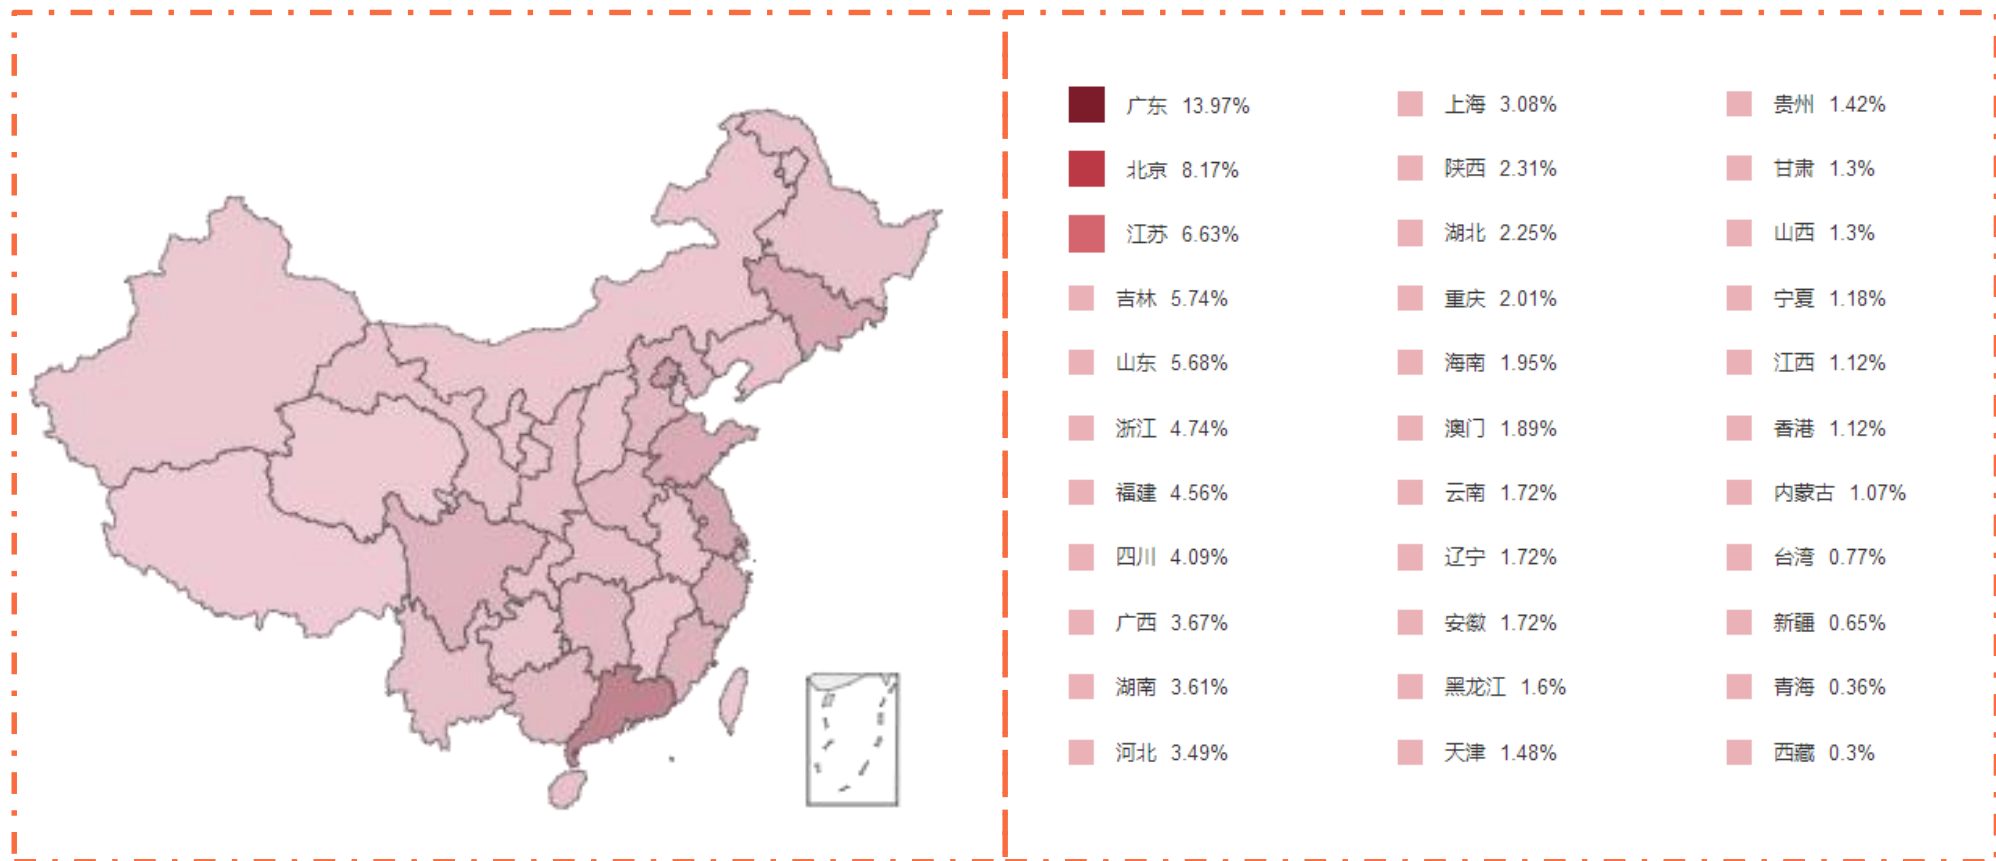 广东 13.97%
北京 8.17%
江苏 6.63%
吉林 5.74%
山东 5.68%
浙江 4.74%
福建 4.56%
四川 4.09%
广西 3.67%
湖南 3.61%
河北 3.49%
上海 3.08%
陕西 2.31%
湖北 2.25%
重庆 2.01%
海南 1.95%
澳门 1.89%
云南 1.72%
辽宁 1.72%
安徽 1.72%
黑龙江 1.6%
天津 1.48%
贵州 1.42%
甘肃 1.3%
山西 1.3%
宁夏 1.18%
江西 1.12%
香港 1.12%
内蒙古 1.07%
台湾 0.77%
新疆 0.65%
青海 0.36%
西藏 0.3%